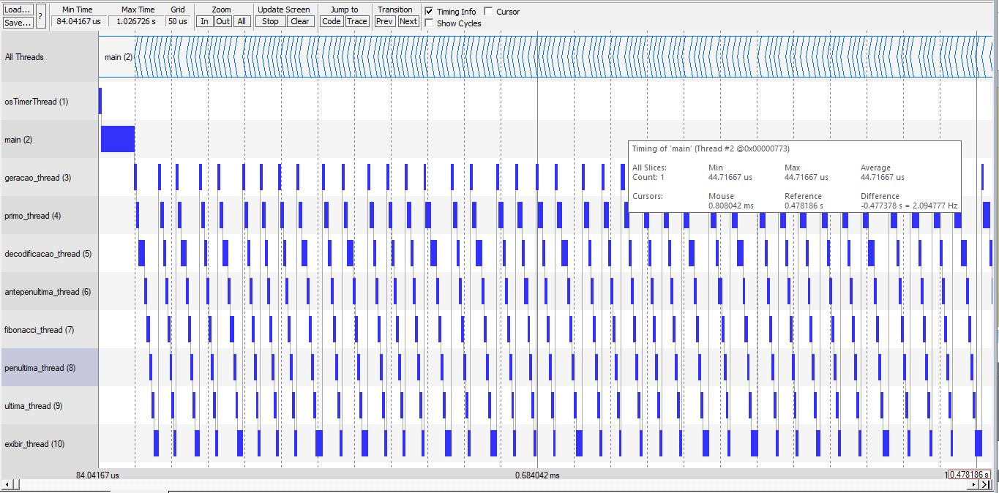 Load... Min Time Max Time Grid Zoom Update Screen Jump to Transition Timing Info Cursor
Save... ? 84.04167 us 1.026726 s 50 us In Out All Stop Clear Code Trace Prev Next Show Cycles
All Threads main (2)
osTimerThread (1)
main (2)
Timing of 'main' (Thread #2 @0x00000773)
All Slices: Min Max Average
Count: 1 44.71667 us 44.71667 us 44.71667 us
Cursors: Mouse Reference Difference
0.808042 ms 0.478186 s -0.477378 s = 2.094777 Hz
geracao_thread (3)
primo_thread (4)
decodificacao_thread (5)
antepenultima_thread (6)
fibonacci_thread (7)
penultima_thread (8)
ultima_thread (9)
exibir_thread (10)
84.04167 us 0.684042 ms 1 0.478186 s